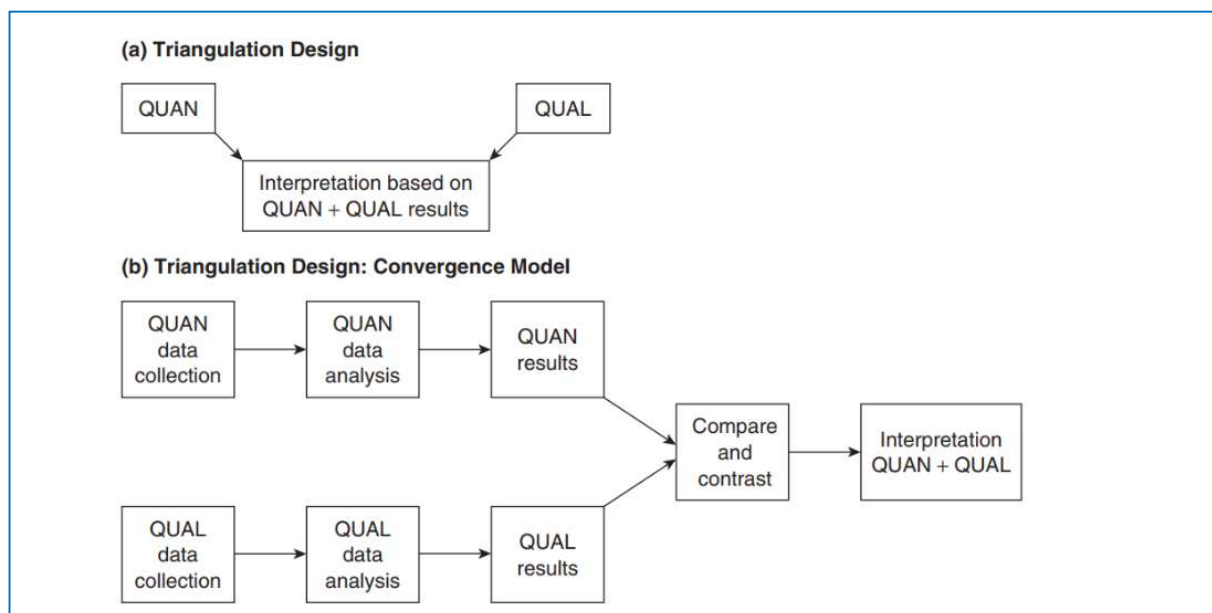 (a) Triangulation Design
QUAN
QUAL
Interpretation based on
QUAN + QUAL results
(b) Triangulation Design: Convergence Model
QUAN
data
collection
QUAN
data
analysis
QUAN
results
Compare
and
contrast
Interpretation
QUAN + QUAL
QUAL
data
collection
QUAL
data
analysis
QUAL
results